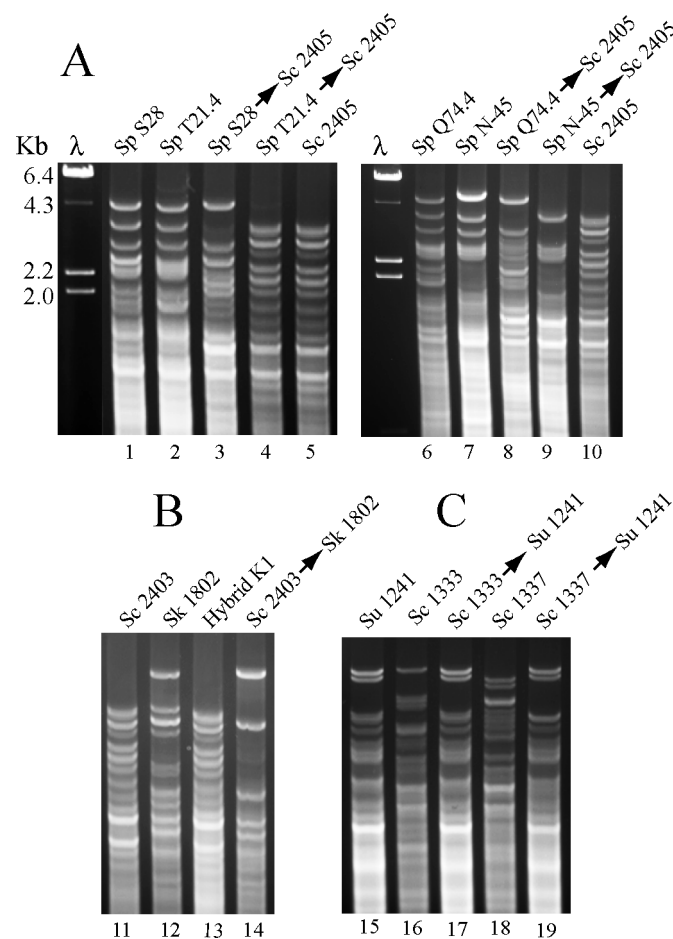 A
Kb λ Sp S28 Sp T21.4 Sp S28 → Sc 2405 Sp T21.4 → Sc 2405 Sc 2405
λ Sp Q74.4 Sp N-45 Sp Q74.4 → Sc 2405 Sp N-45 → Sc 2405 Sc 2405
6.4
4.3
2.2
2.0
1 2 3 4 5 6 7 8 9 10
B
Sc 2403 Sk 1802 Hybrid K1 Sc 2403 → Sk 1802
11 12 13 14
C
Su 1241 Sc 1333 Sc 1333 → Su 1241 Sc 1337 Sc 1337 → Su 1241
15 16 17 18 19